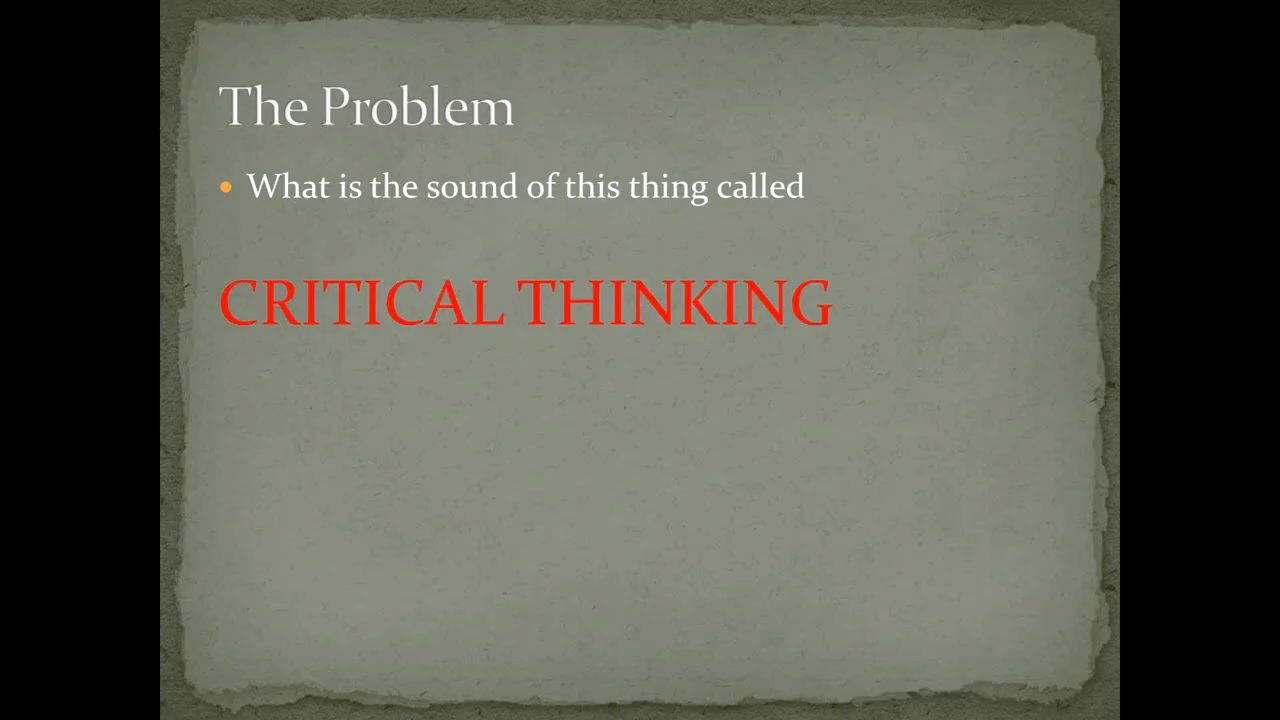 The Problem
What is the sound of this thing called
CRITICAL THINKING